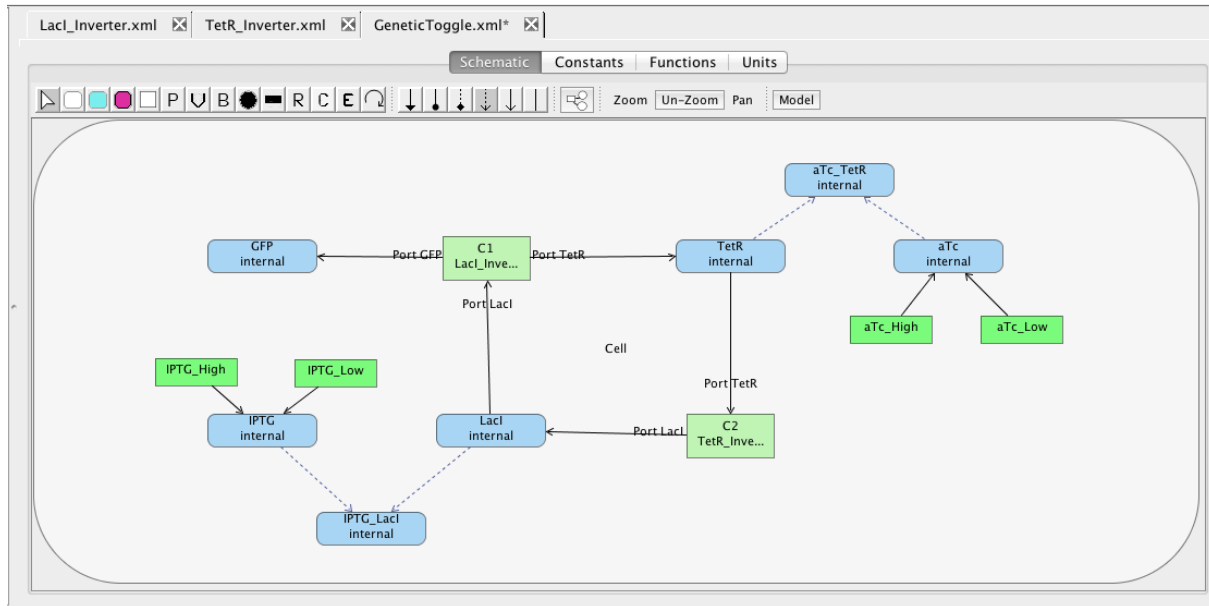 LacI_Inverter.xml TetR_Inverter.xml GeneticToggle.xml*
Schematic Constants Functions Units
P V B R C E Zoom Un-Zoom Pan Model
aTc_TetR
internal
GFP
internal
Port GFP
C1
LacI_Inve...
Port TetR
TetR
internal
aTc
internal
Port LacI
aTc_High
aTc_Low
Cell
IPTG_High
IPTG_Low
Port TetR
IPTG
internal
LacI
internal
Port LacI
C2
TetR_Inve...
IPTG_LacI
internal